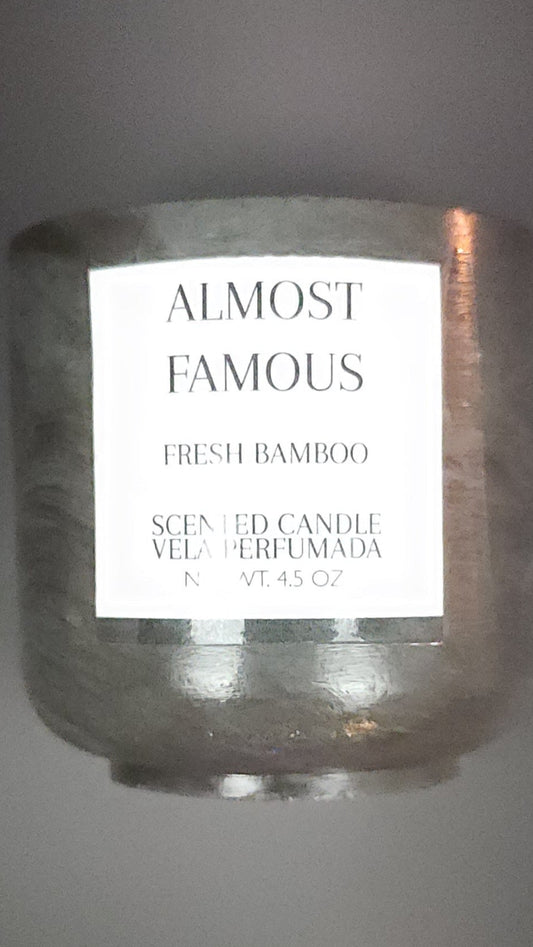 ALMOST
FAMOUS
FRESH BAMBOO
SCENTED CANDLE
VELA PERFUMADA
WT. 4.5 OZ